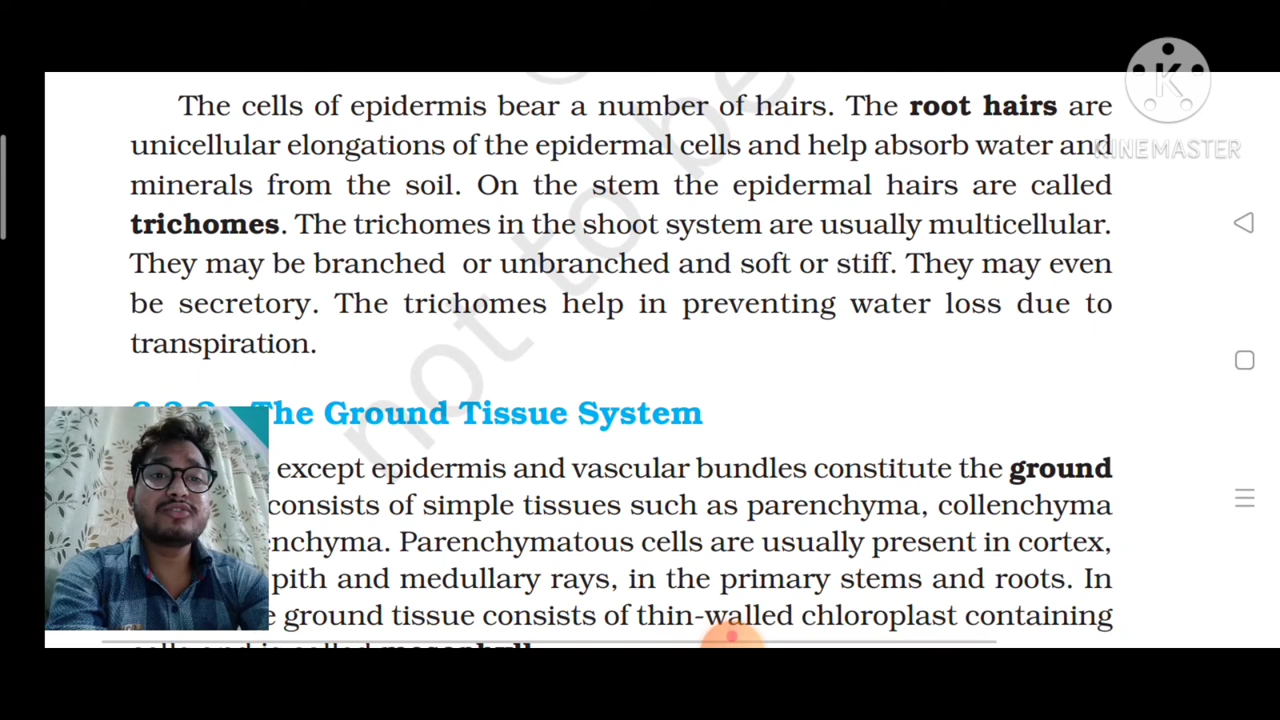 The cells of epidermis bear a number of hairs. The root hairs are
unicellular elongations of the epidermal cells and help absorb water and
minerals from the soil. On the stem the epidermal hairs are called
trichomes. The trichomes in the shoot system are usually multicellular.
They may be branched or unbranched and soft or stiff. They may even
be secretory. The trichomes help in preventing water loss due to
transpiration.
The Ground Tissue System
except epidermis and vascular bundles constitute the ground
consists of simple tissues such as parenchyma, collenchyma
enchyma. Parenchymatous cells are usually present in cortex,
pith and medullary rays, in the primary stems and roots. In
ground tissue consists of thin-walled chloroplast containing
not to be
K
KINEMASTER